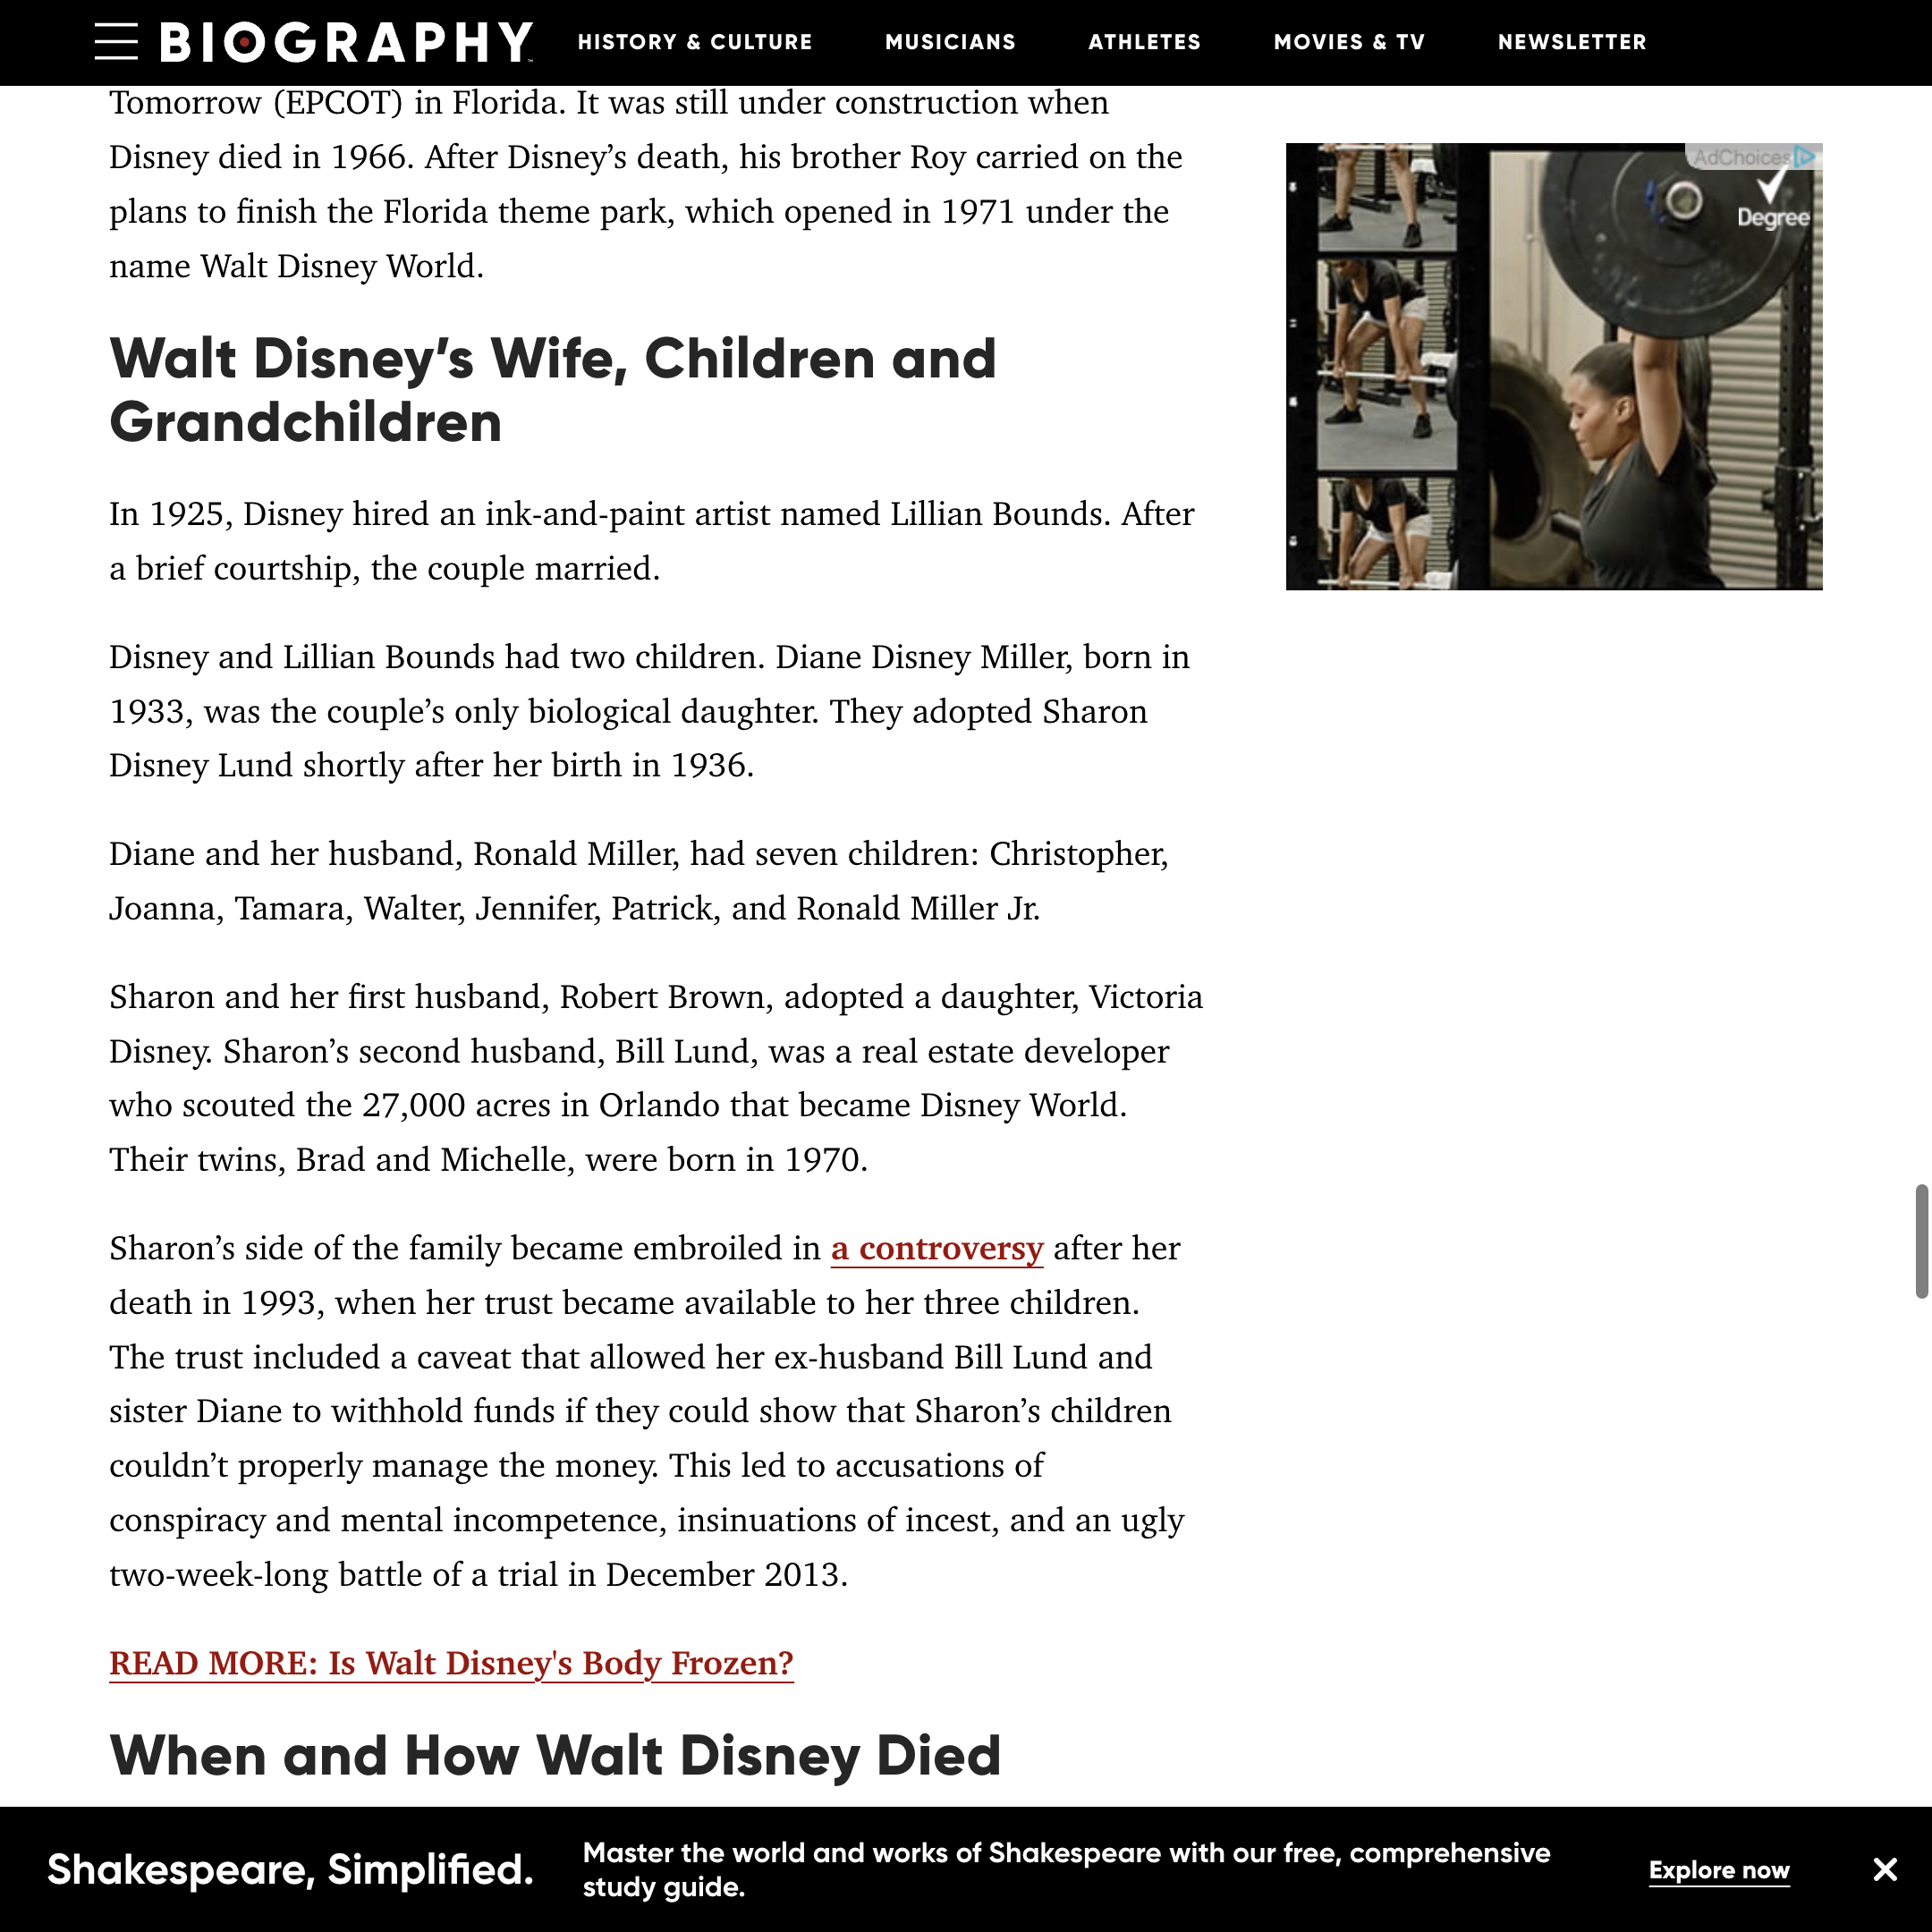 BIOGRAPHY
HISTORY & CULTURE
MUSICIANS
ATHLETES
MOVIES & TV
NEWSLETTER
Tomorrow (EPCOT) in Florida. It was still under construction when
Disney died in 1966. After Disney’s death, his brother Roy carried on the
plans to finish the Florida theme park, which opened in 1971 under the
name Walt Disney World.
AdChoices
Degree
Walt Disney’s Wife, Children and
Grandchildren
In 1925, Disney hired an ink-and-paint artist named Lillian Bounds. After
a brief courtship, the couple married.
Disney and Lillian Bounds had two children. Diane Disney Miller, born in
1933, was the couple’s only biological daughter. They adopted Sharon
Disney Lund shortly after her birth in 1936.
Diane and her husband, Ronald Miller, had seven children: Christopher,
Joanna, Tamara, Walter, Jennifer, Patrick, and Ronald Miller Jr.
Sharon and her first husband, Robert Brown, adopted a daughter, Victoria
Disney. Sharon’s second husband, Bill Lund, was a real estate developer
who scouted the 27,000 acres in Orlando that became Disney World.
Their twins, Brad and Michelle, were born in 1970.
Sharon’s side of the family became embroiled in a controversy after her
death in 1993, when her trust became available to her three children.
The trust included a caveat that allowed her ex-husband Bill Lund and
sister Diane to withhold funds if they could show that Sharon’s children
couldn’t properly manage the money. This led to accusations of
conspiracy and mental incompetence, insinuations of incest, and an ugly
two-week-long battle of a trial in December 2013.
READ MORE: Is Walt Disney's Body Frozen?
When and How Walt Disney Died
Shakespeare, Simplified.
Master the world and works of Shakespeare with our free, comprehensive
study guide.
Explore now